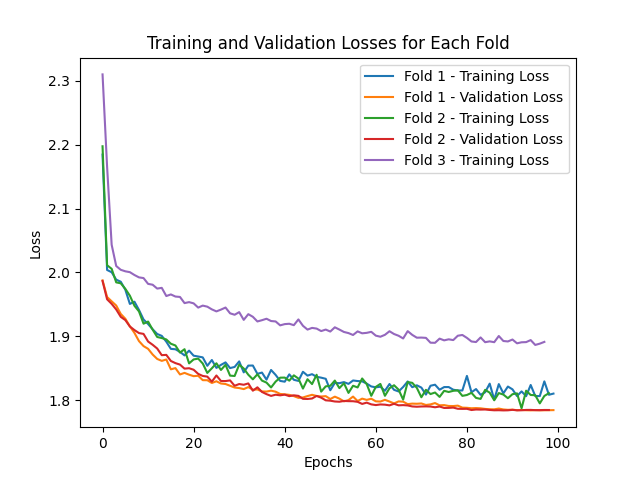 Training and Validation Losses for Each Fold
Fold 1 - Training Loss
Fold 1 - Validation Loss
Fold 2 - Training Loss
Fold 2 - Validation Loss
Fold 3 - Training Loss
2.3
2.2
2.1
2.0
1.9
1.8
Loss
0 20 40 60 80 100
Epochs